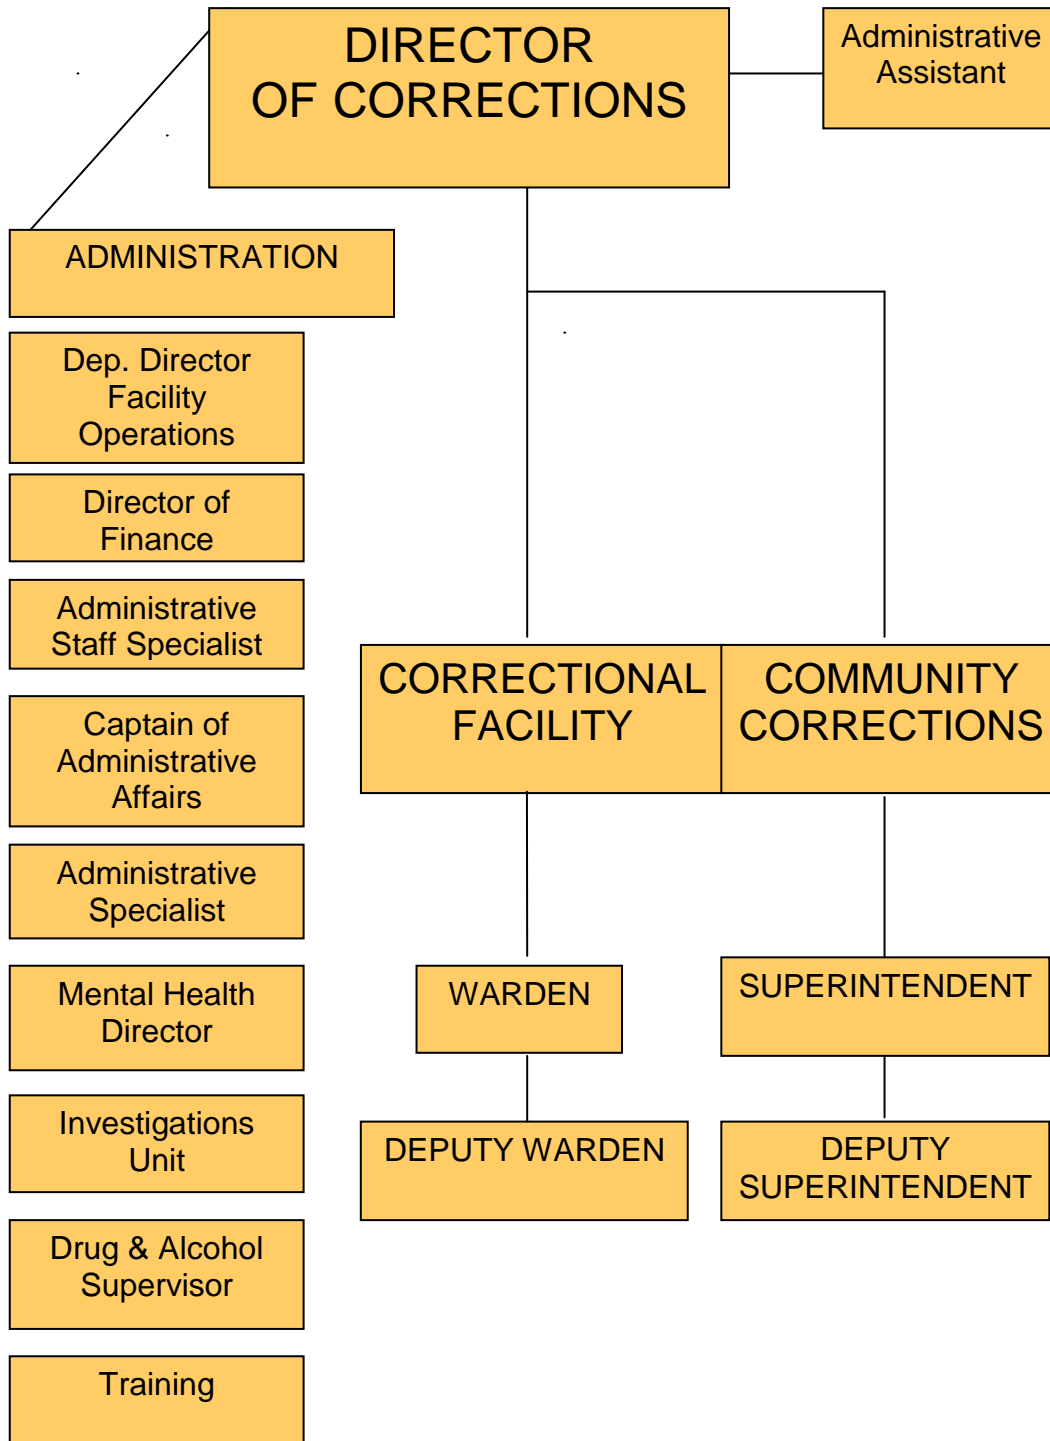 DIRECTOR
OF CORRECTIONS
Administrative
Assistant
ADMINISTRATION
Dep. Director
Facility
Operations
Director of
Finance
Administrative
Staff Specialist
Captain of
Administrative
Affairs
Administrative
Specialist
Mental Health
Director
Investigations
Unit
Drug & Alcohol
Supervisor
Training
CORRECTIONAL
FACILITY
COMMUNITY
CORRECTIONS
WARDEN
SUPERINTENDENT
DEPUTY WARDEN
DEPUTY
SUPERINTENDENT